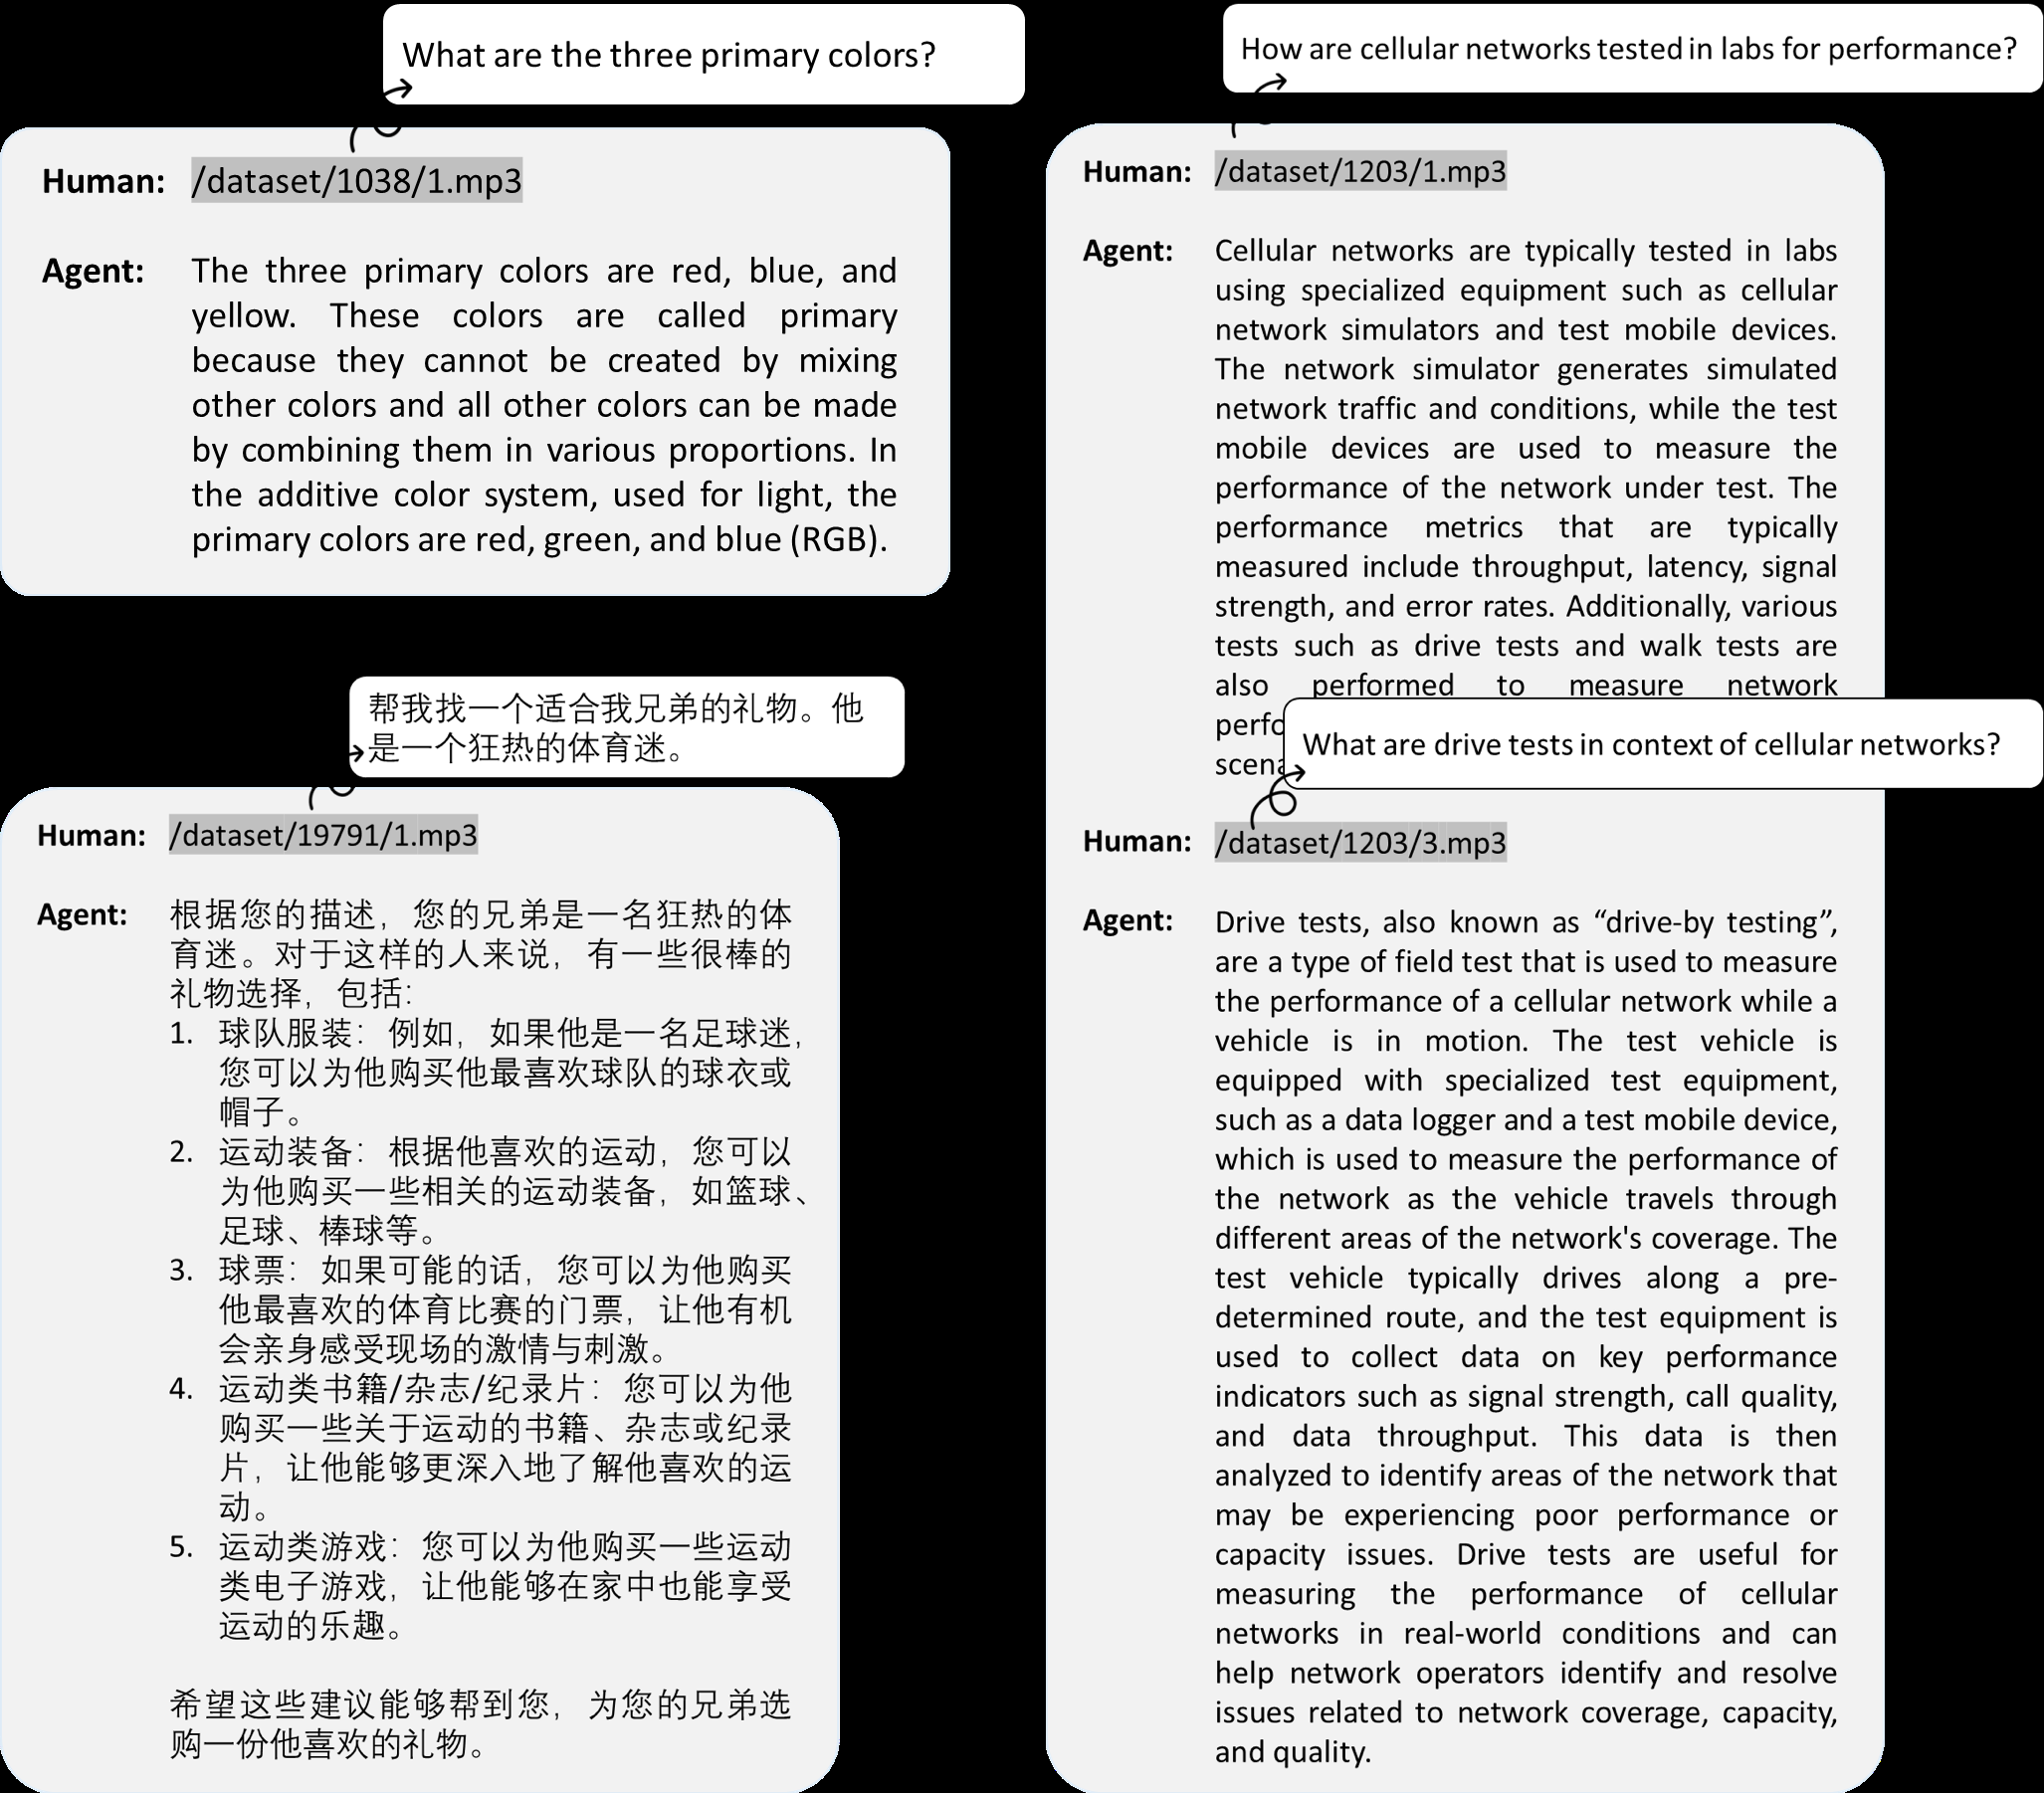 What are the three primary colors?
Human: /dataset/1038/1.mp3
Agent: The three primary colors are red, blue, and
yellow. These colors are called primary
because they cannot be created by mixing
other colors and all other colors can be made
by combining them in various proportions. In
the additive color system, used for light, the
primary colors are red, green, and blue (RGB).
帮我找一个适合我兄弟的礼物。他
是一个狂热的体育迷。
Human: /dataset/19791/1.mp3
Agent: 根据您的描述，您的兄弟是一名狂热的体
育迷。对于这样的人来说，有一些很棒的
礼物选择，包括：
1. 球队服装：例如，如果他是一名足球迷，
您可以为他购买他最喜欢球队的球衣或
帽子。
2. 运动装备：根据他喜欢的运动，您可以
为他购买一些相关的运动装备，如篮球、
足球、棒球等。
3. 球票：如果可能的话，您可以为他购买
他最喜欢的体育比赛的门票，让他有机
会亲身感受现场的激情与刺激。
4. 运动类书籍/杂志/纪录片：您可以为他
购买一些关于运动的书籍、杂志或纪录
片，让他能够更深入地了解他喜欢的运
动。
5. 运动类游戏：您可以为他购买一些运动
类电子游戏，让他能够在家中也能享受
运动的乐趣。
希望这些建议能够帮到您，为您的兄弟选
购一份他喜欢的礼物。
How are cellular networks tested in labs for performance?
Human: /dataset/1203/1.mp3
Agent: Cellular networks are typically tested in labs
using specialized equipment such as cellular
network simulators and test mobile devices.
The network simulator generates simulated
network traffic and conditions, while the test
mobile devices are used to measure the
performance of the network under test. The
performance metrics that are typically
measured include throughput, latency, signal
strength, and error rates. Additionally, various
tests such as drive tests and walk tests are
also performed to measure network
What are drive tests in context of cellular networks?
Human: /dataset/1203/3.mp3
Agent: Drive tests, also known as “drive-by testing”,
are a type of field test that is used to measure
the performance of a cellular network while a
vehicle is in motion. The test vehicle is
equipped with specialized test equipment,
such as a data logger and a test mobile device,
which is used to measure the performance of
the network as the vehicle travels through
different areas of the network's coverage. The
test vehicle typically drives along a pre-
determined route, and the test equipment is
used to collect data on key performance
indicators such as signal strength, call quality,
and data throughput. This data is then
analyzed to identify areas of the network that
may be experiencing poor performance or
capacity issues. Drive tests are useful for
measuring the performance of cellular
networks in real-world conditions and can
help network operators identify and resolve
issues related to network coverage, capacity,
and quality.